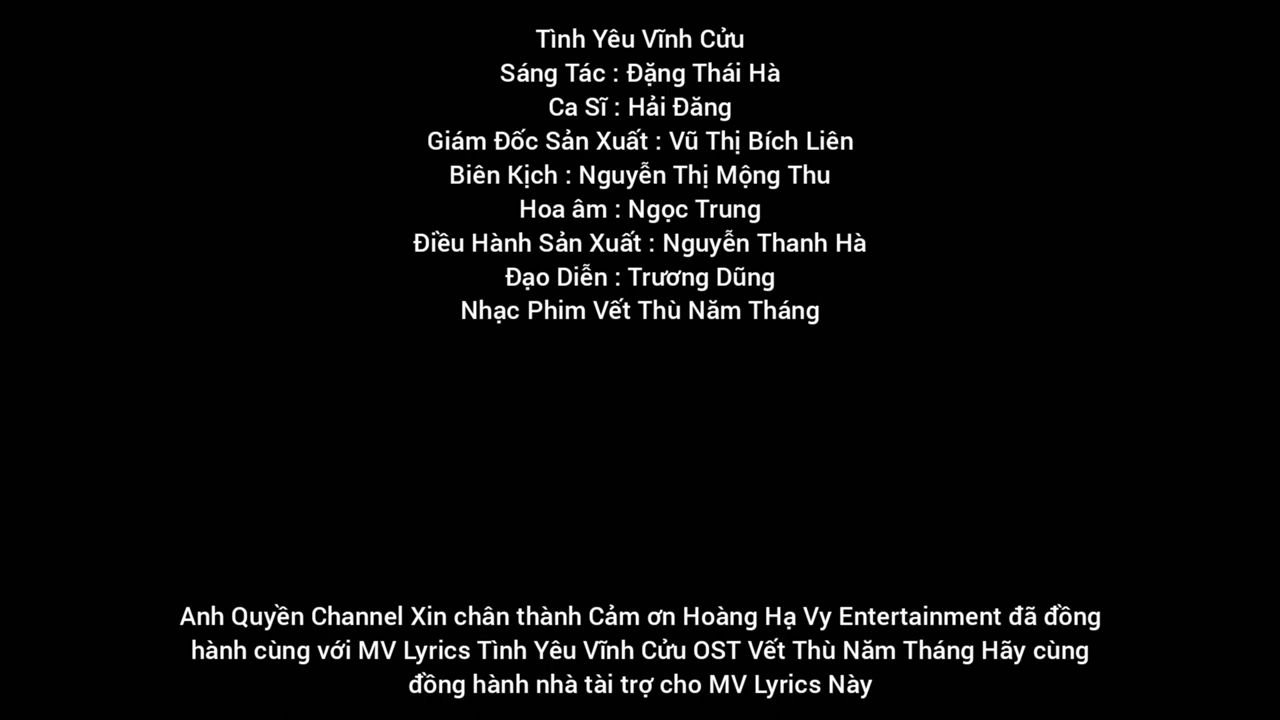 Tình Yêu Vĩnh Cửu
Sáng Tác : Đặng Thái Hà
Ca Sĩ : Hải Đăng
Giám Đốc Sản Xuất : Vũ Thị Bích Liên
Biên Kịch : Nguyễn Thị Mộng Thu
Hoa âm : Ngọc Trung
Điều Hành Sản Xuất : Nguyễn Thanh Hà
Đạo Diễn : Trương Dũng
Nhạc Phim Vết Thù Năm Tháng
Anh Quyền Channel Xin chân thành Cảm ơn Hoàng Hạ Vy Entertainment đã đồng
hành cùng với MV Lyrics Tình Yêu Vĩnh Cửu OST Vết Thù Năm Tháng Hãy cùng
đồng hành nhà tài trợ cho MV Lyrics Này